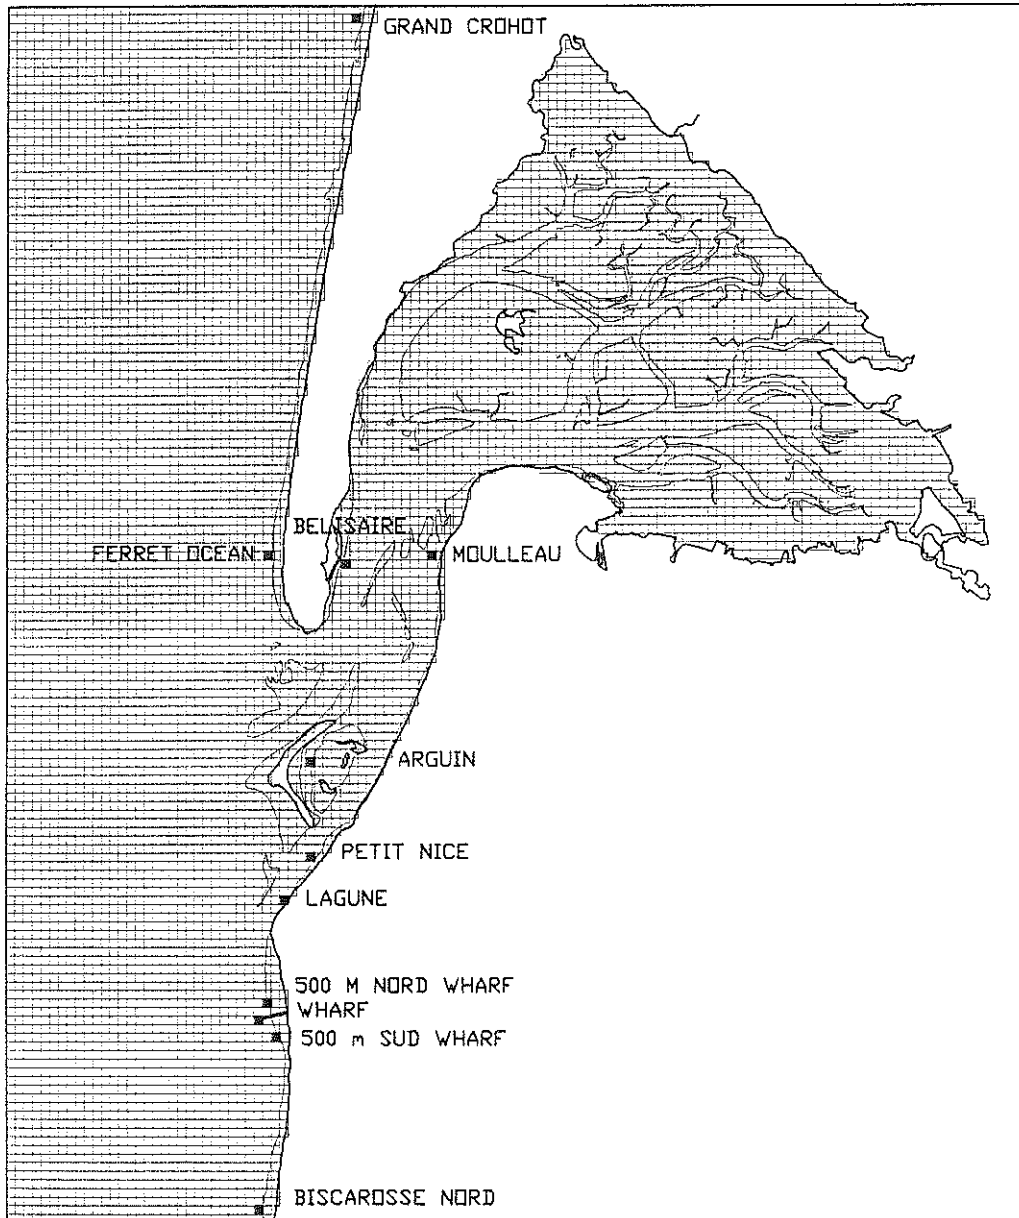 GRAND CROHOT
BELISAIRE
FERRET OCEAN
MOULLEAU
ARGUIN
PETIT NICE
LAGUNE
500 M NORD WHARF
WHARF
500 m SUD WHARF
BISCAROSSE NORD